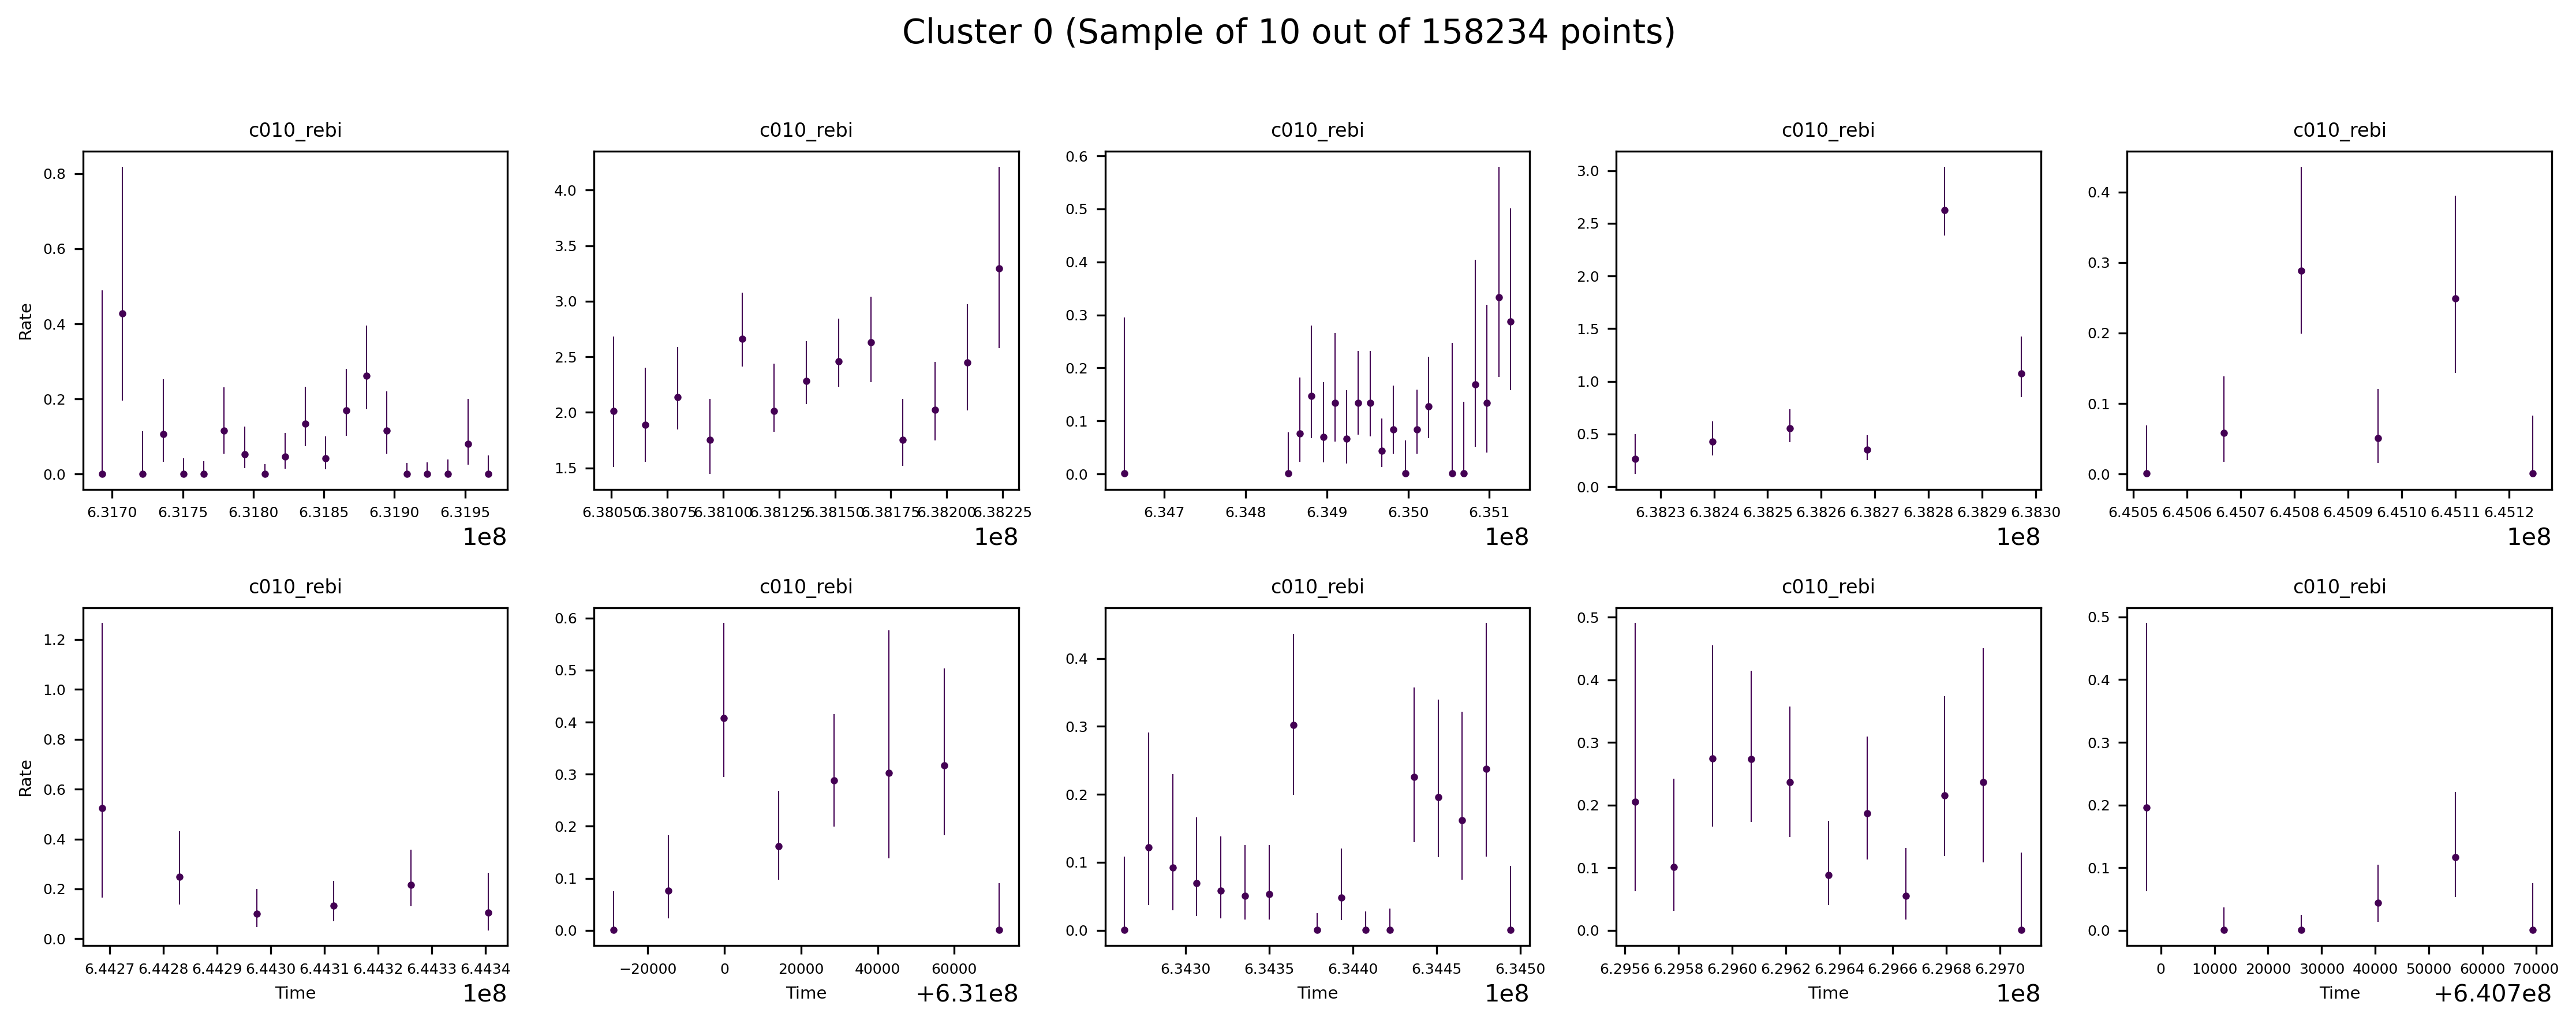 Cluster 0 (Sample of 10 out of 158234 points)
c010_rebi c010_rebi c010_rebi c010_rebi c010_rebi
Rate
0.8
0.6
0.4
0.2
0.0
6.3170 6.3175 6.3180 6.3185 6.3190 6.3195
1e8
4.0
3.5
3.0
2.5
2.0
1.5
6.38050 6.38075 6.38100 6.38125 6.38150 6.38175 6.38200 6.38225
1e8
0.6
0.5
0.4
0.3
0.2
0.1
0.0
6.347 6.348 6.349 6.350 6.351
1e8
3.0
2.5
2.0
1.5
1.0
0.5
0.0
6.3823 6.3824 6.3825 6.3826 6.3827 6.3828 6.3829 6.3830
1e8
0.4
0.3
0.2
0.1
0.0
6.4505 6.4506 6.4507 6.4508 6.4509 6.4510 6.4511 6.4512
1e8
c010_rebi c010_rebi c010_rebi c010_rebi c010_rebi
Rate
1.2
1.0
0.8
0.6
0.4
0.2
0.0
6.4427 6.4428 6.4429 6.4430 6.4431 6.4432 6.4433 6.4434
Time
1e8
0.6
0.5
0.4
0.3
0.2
0.1
0.0
−20000 0 20000 40000 60000
Time
+6.31e8
0.4
0.3
0.2
0.1
0.0
6.3430 6.3435 6.3440 6.3445 6.3450
Time
1e8
0.5
0.4
0.3
0.2
0.1
0.0
6.2956 6.2958 6.2960 6.2962 6.2964 6.2966 6.2968 6.2970
Time
1e8
0.5
0.4
0.3
0.2
0.1
0.0
0 10000 20000 30000 40000 50000 60000 70000
Time
+6.407e8